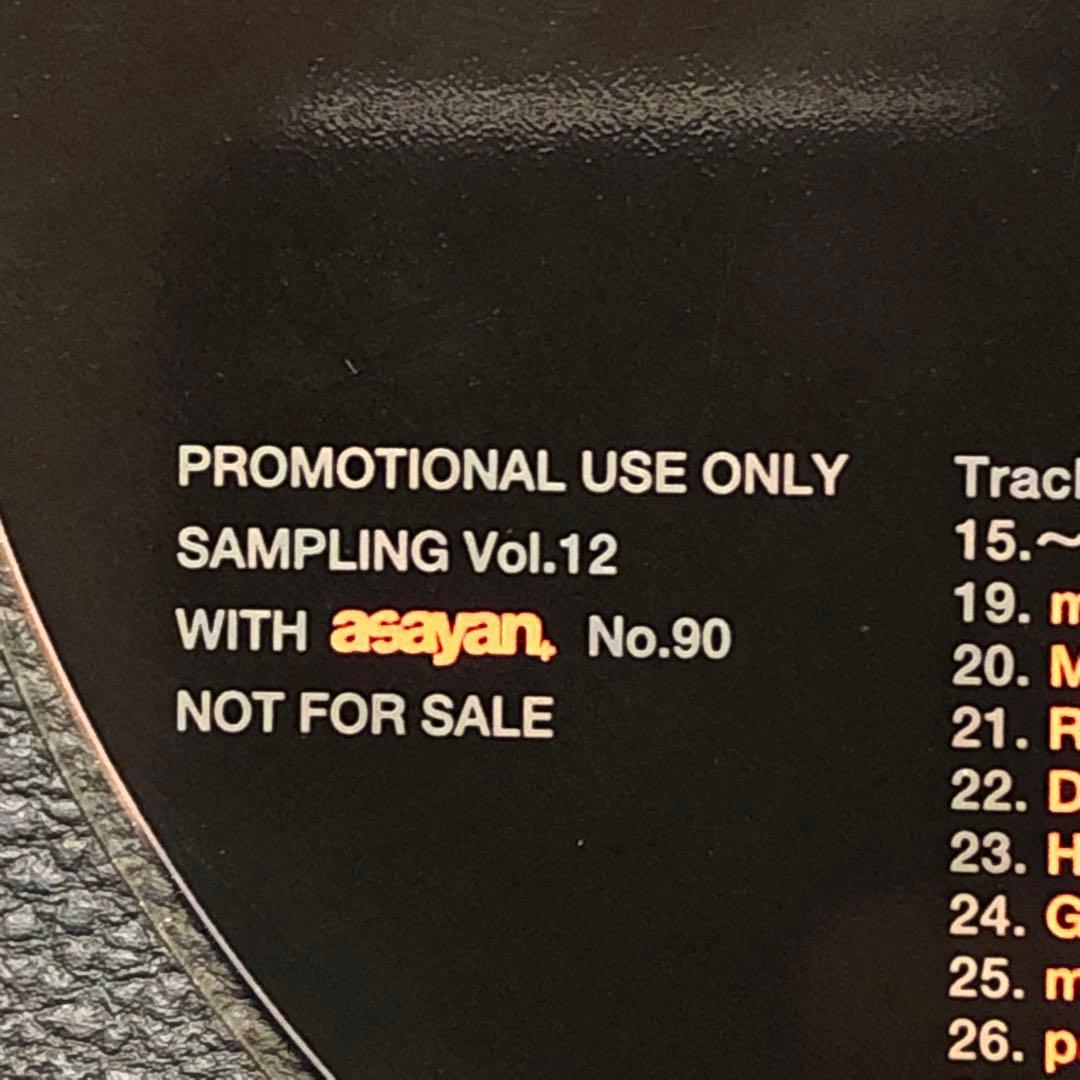 PROMOTIONAL USE ONLY
SAMPLING Vol.12
WITH asayan+ No.90
NOT FOR SALE
15.～
19.
20.
21.
22.
23.
24.
25.
26.